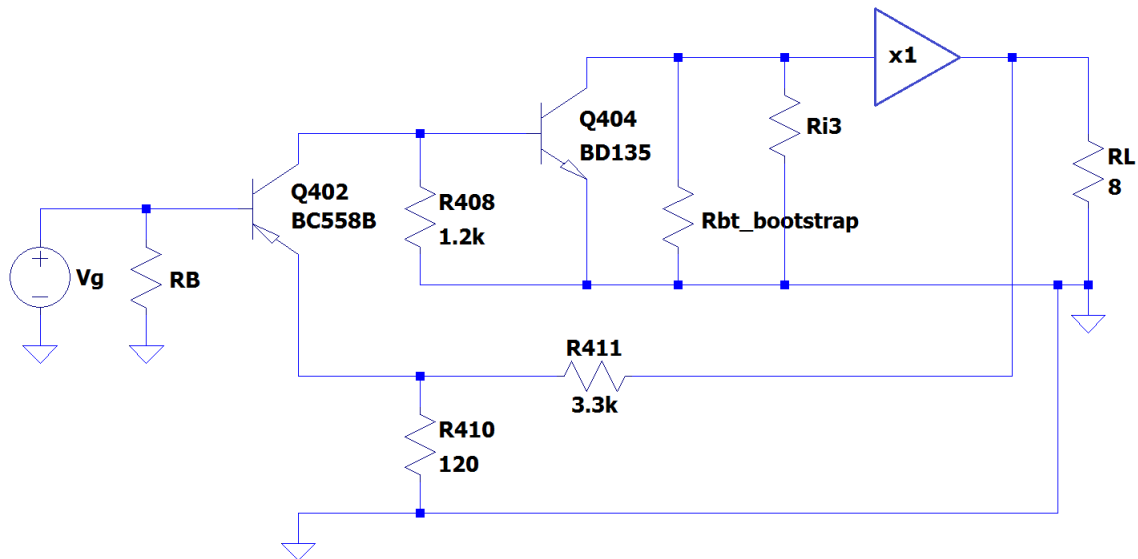 x1
Q404
BD135
Ri3
RL
8
Q402
BC558B
R408
1.2k
Rbt_bootstrap
Vg
RB
R411
3.3k
R410
120